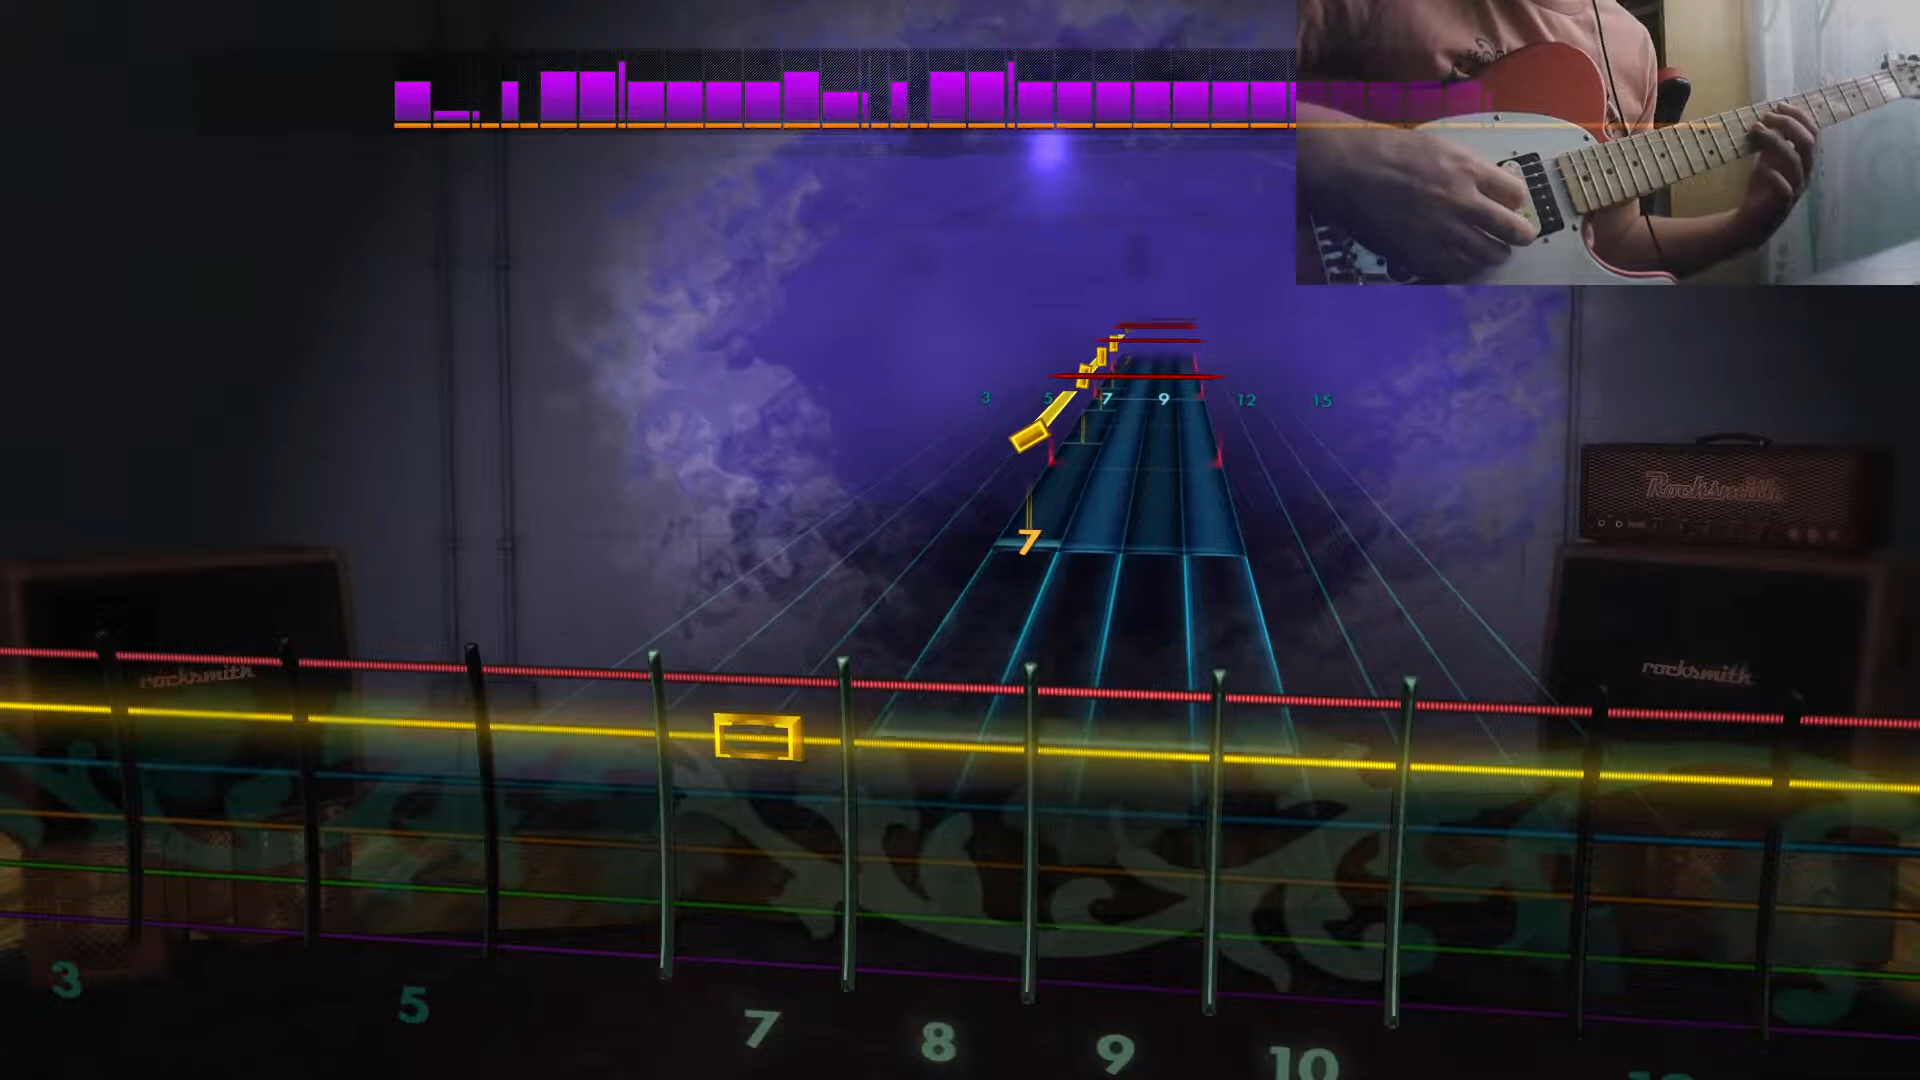 3 5 7 9 12 15
Rocksmith
7
rocksmith
rocksmith
3 5 7 8 9 10